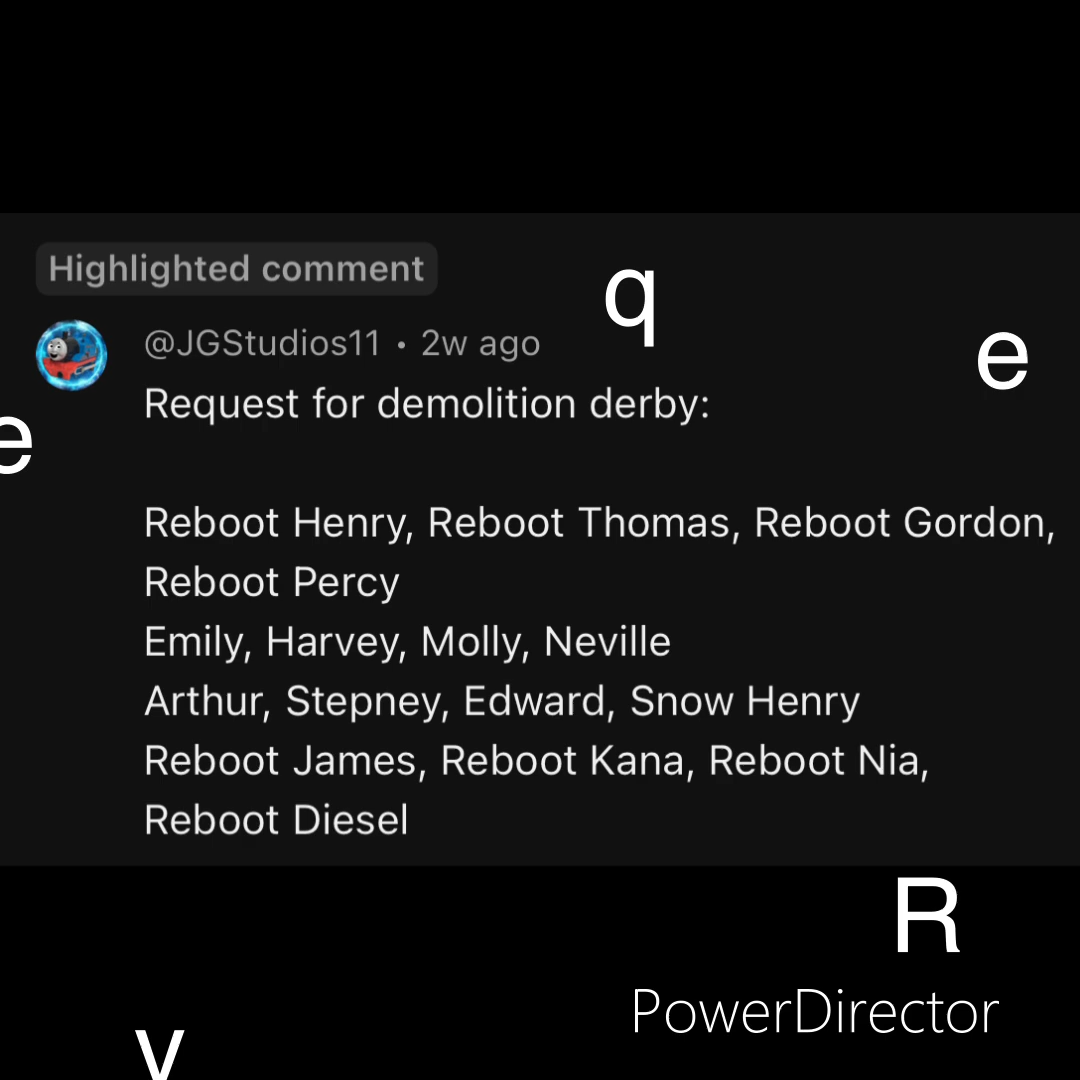 Highlighted comment
q
@JGStudios11 • 2w ago
e
Request for demolition derby:
e
Reboot Henry, Reboot Thomas, Reboot Gordon,
Reboot Percy
Emily, Harvey, Molly, Neville
Arthur, Stepney, Edward, Snow Henry
Reboot James, Reboot Kana, Reboot Nia,
Reboot Diesel
R
PowerDirector
y